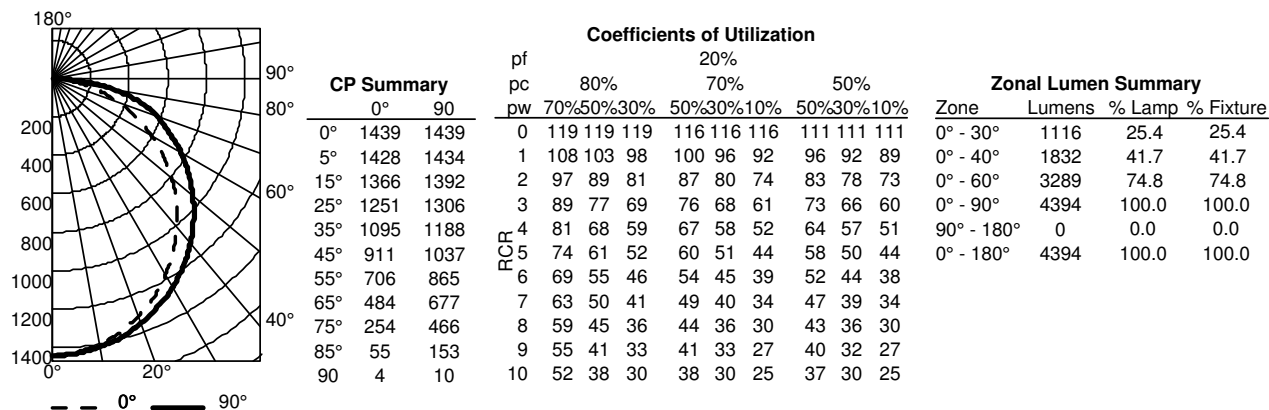 180°
90°
80°
200
400
600
60°
800
1000
1200
40°
1400
0° 20°
0° 90°
CP Summary
0° 90
0° 1439 1439
5° 1428 1434
15° 1366 1392
25° 1251 1306
35° 1095 1188
45° 911 1037
55° 706 865
65° 484 677
75° 254 466
85° 55 153
90 4 10
Coefficients of Utilization
pf 20%
pc 80% 70% 50%
pw 70%50%30% 50%30%10% 50%30%10%
RCR
0 119 119 119 116 116 116 111 111 111
1 108 103 98 100 96 92 96 92 89
2 97 89 81 87 80 74 83 78 73
3 89 77 69 76 68 61 73 66 60
4 81 68 59 67 58 52 64 57 51
5 74 61 52 60 51 44 58 50 44
6 69 55 46 54 45 39 52 44 38
7 63 50 41 49 40 34 47 39 34
8 59 45 36 44 36 30 43 36 30
9 55 41 33 41 33 27 40 32 27
10 52 38 30 38 30 25 37 30 25
Zonal Lumen Summary
Zone Lumens % Lamp % Fixture
0° - 30° 1116 25.4 25.4
0° - 40° 1832 41.7 41.7
0° - 60° 3289 74.8 74.8
0° - 90° 4394 100.0 100.0
90° - 180° 0 0.0 0.0
0° - 180° 4394 100.0 100.0